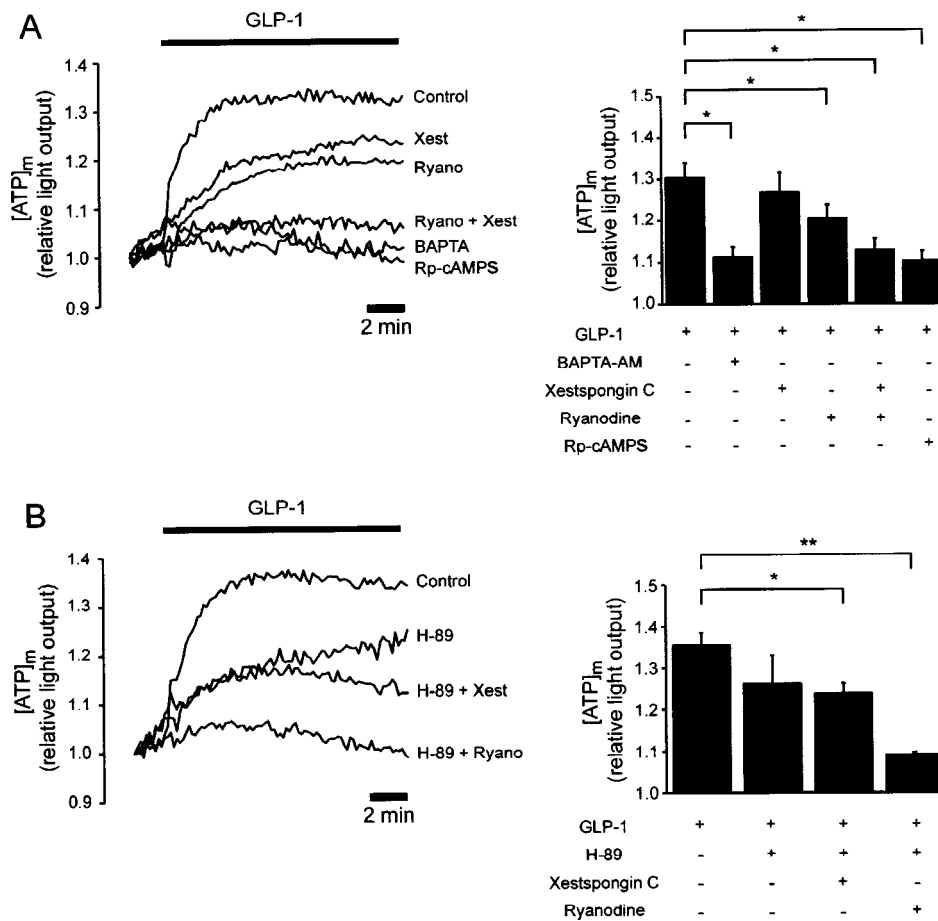 A
GLP-1
[ATP]m
(relative light output)
1.4
1.3
1.2
1.1
1.0
0.9
Control
Xest
Ryano
Ryano + Xest
BAPTA
Rp-cAMPS
2 min
[ATP]m
(relative light output)
1.5
1.4
1.3
1.2
1.1
1.0
*
*
*
*
GLP-1 + + + + + +
BAPTA-AM - + - - - -
Xestspongin C - - + - + -
Ryanodine - - - + + -
Rp-cAMPS - - - - - +
B
GLP-1
[ATP]m
(relative light output)
1.4
1.3
1.2
1.1
1.0
0.9
Control
H-89
H-89 + Xest
H-89 + Ryano
2 min
[ATP]m
(relative light output)
1.5
1.4
1.3
1.2
1.1
1.0
**
*
GLP-1 + + + +
H-89 - + + +
Xestspongin C - - + -
Ryanodine - - - +